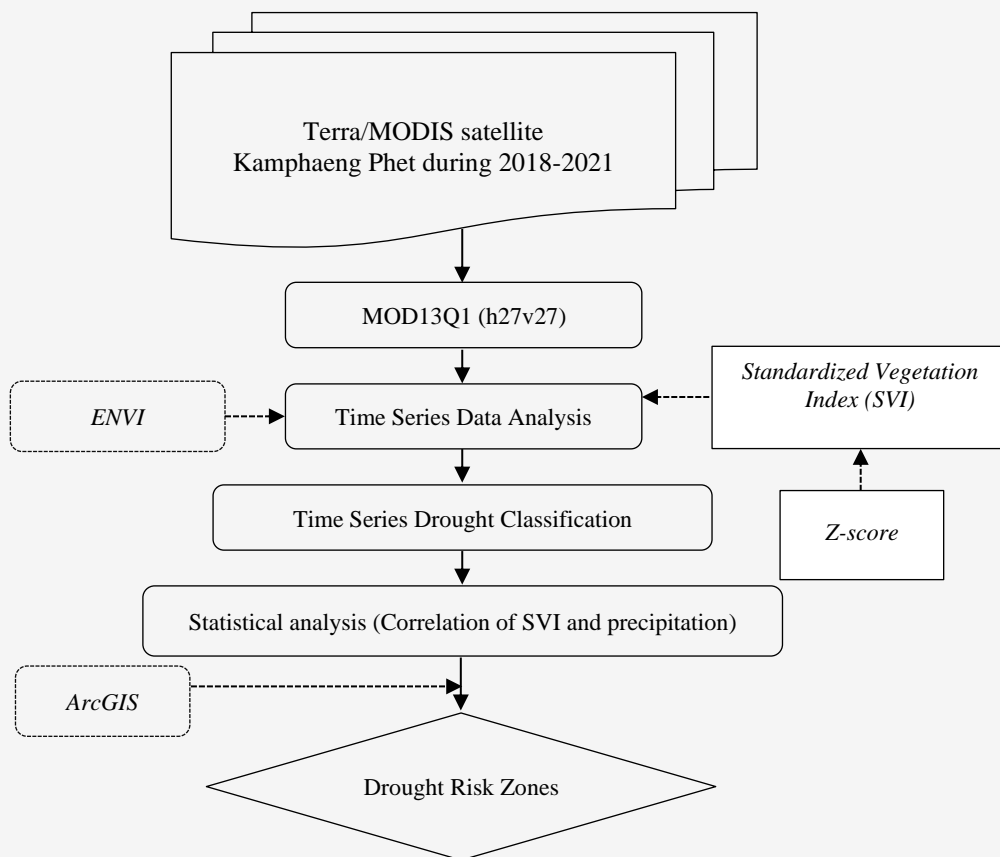 Terra/MODIS satellite
Kamphaeng Phet during 2018-2021
MOD13Q1 (h27v27)
Standardized Vegetation
Index (SVI)
ENVI
Time Series Data Analysis
Time Series Drought Classification
Z-score
Statistical analysis (Correlation of SVI and precipitation)
ArcGIS
Drought Risk Zones